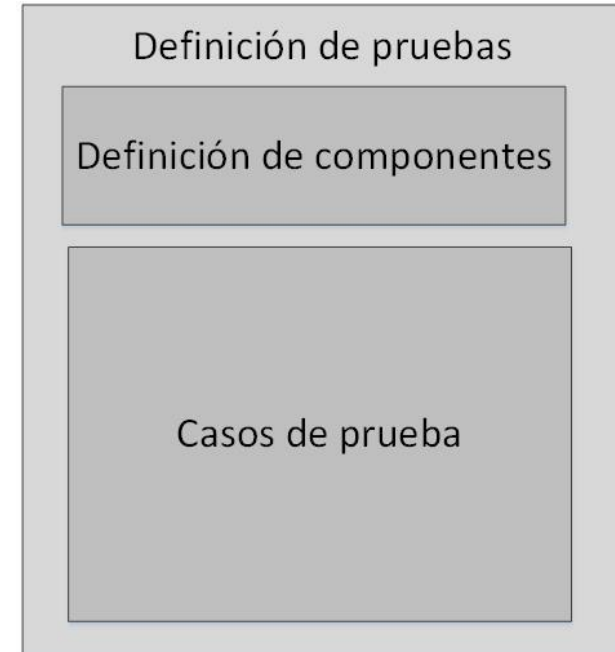 Definición de pruebas
Definición de componentes
Casos de prueba